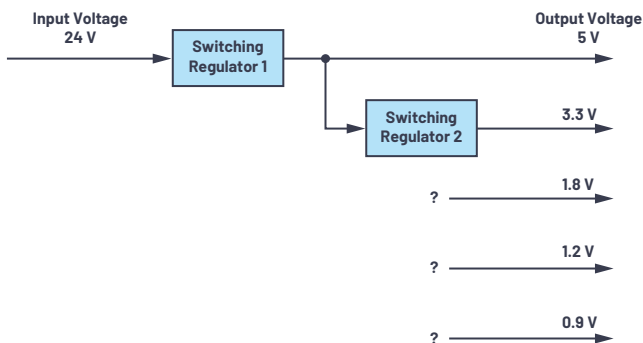 Input Voltage
24 V
Output Voltage
5 V
Switching
Regulator 1
Switching
Regulator 2
3.3 V
1.8 V
?
1.2 V
?
0.9 V
?